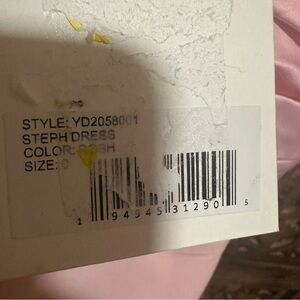 STYLE: YD2058001
STEPH DRESS
COLOR:
SIZE: 0
1 94945 31290 5